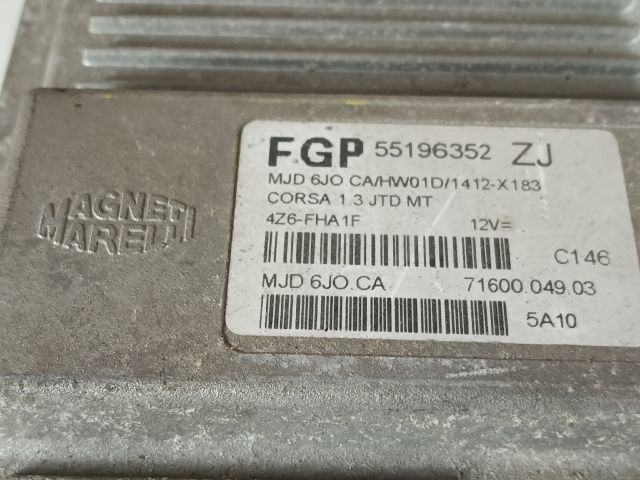 MAGNETI
MARELLI
FGP 55196352 ZJ
MJD 6JO.CA/HW01D/1412-X183
CORSA 1.3 JTD MT
4Z6-FHA1F 12V=
C146
MJD 6JO.CA 71600.049.03
5A10